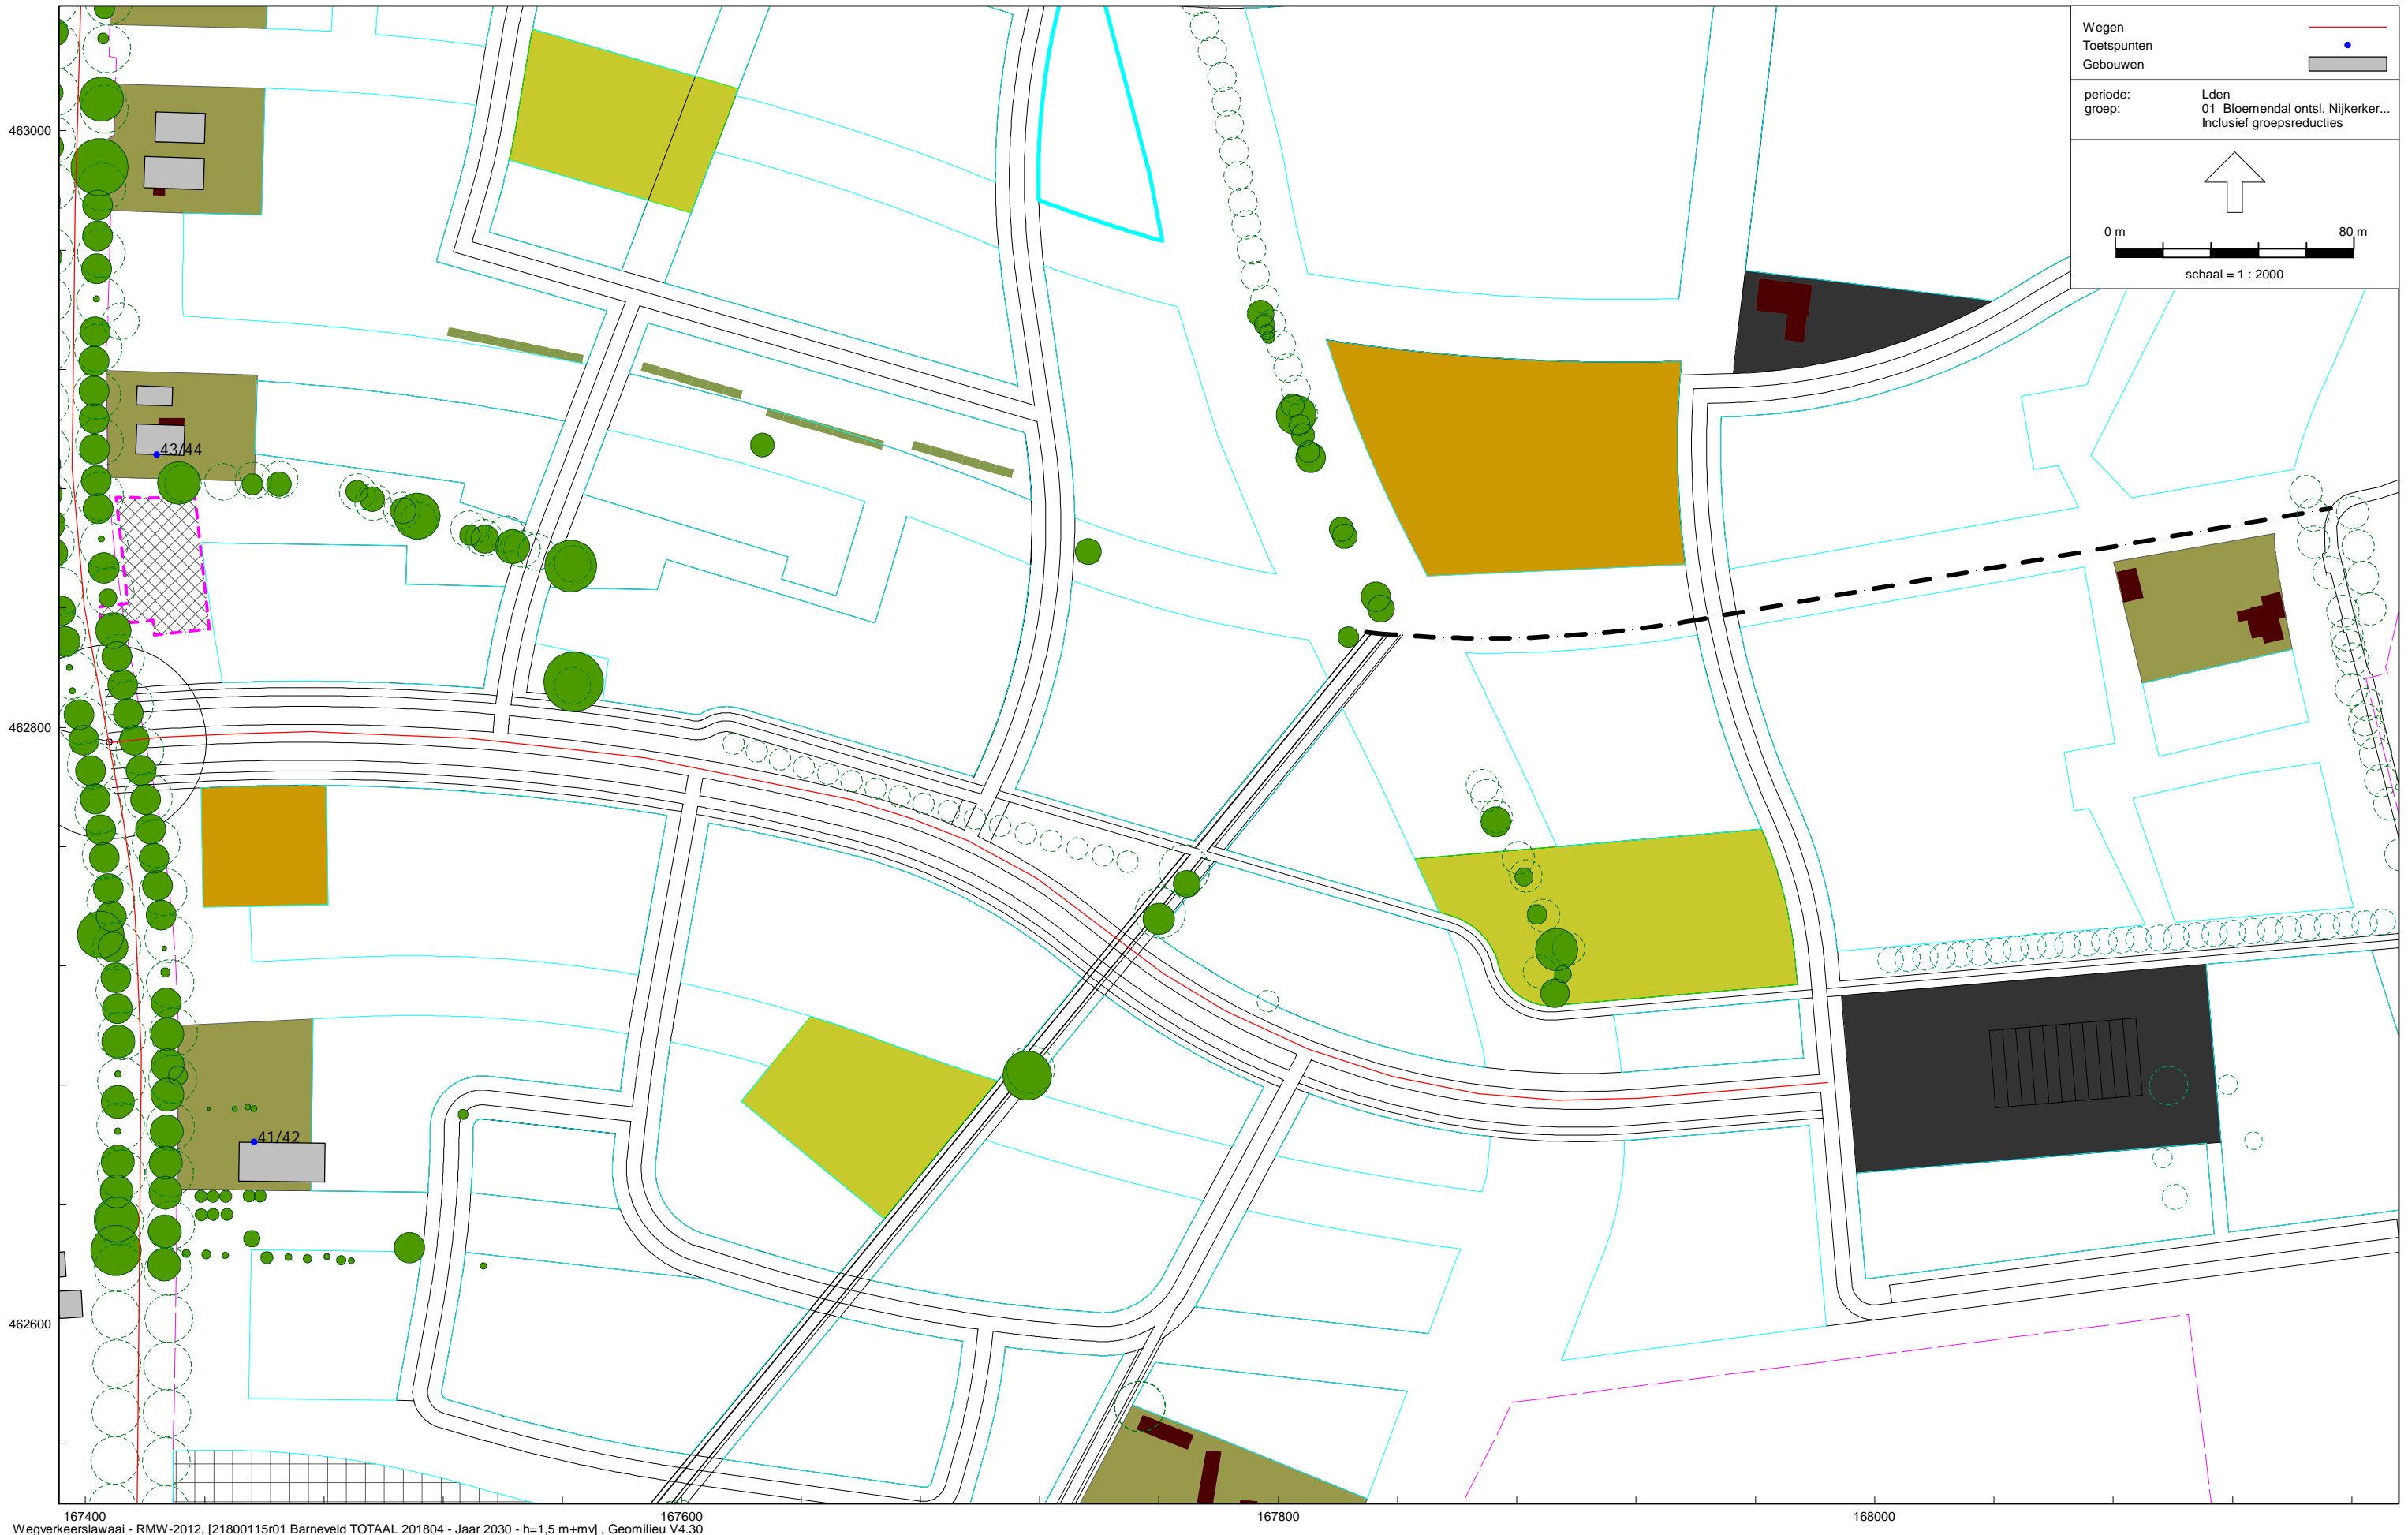 Wegen
Toetspunten
Gebouwen
periode: Lden
groep: 01_Bloemendal ontsl. Nijkerker...
Inclusief groepsreducties
0 m 80 m
schaal = 1 : 2000
463000
43/44
462800
41/42
462600
167400 167600 167800 168000
Wegverkeerslawaai - RMW-2012, [21800115r01 Barneveld TOTAAL 201804 - Jaar 2030 - h=1,5 m+mv] , Geomilieu V4.30